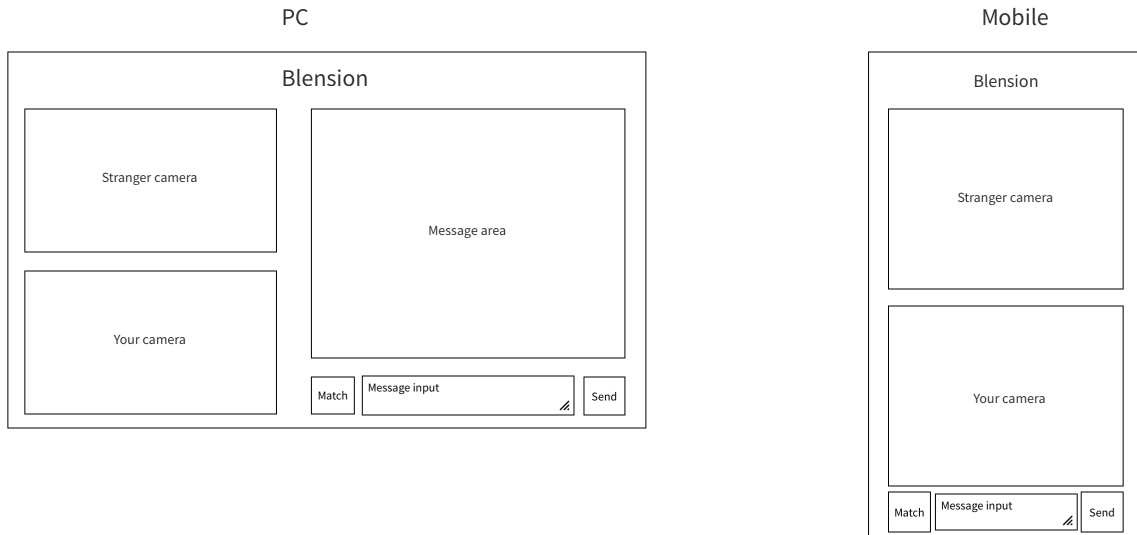 PC
Blension
Stranger camera
Message area
Your camera
Match
Message input
Send
Mobile
Blension
Stranger camera
Your camera
Match
Message input
Send